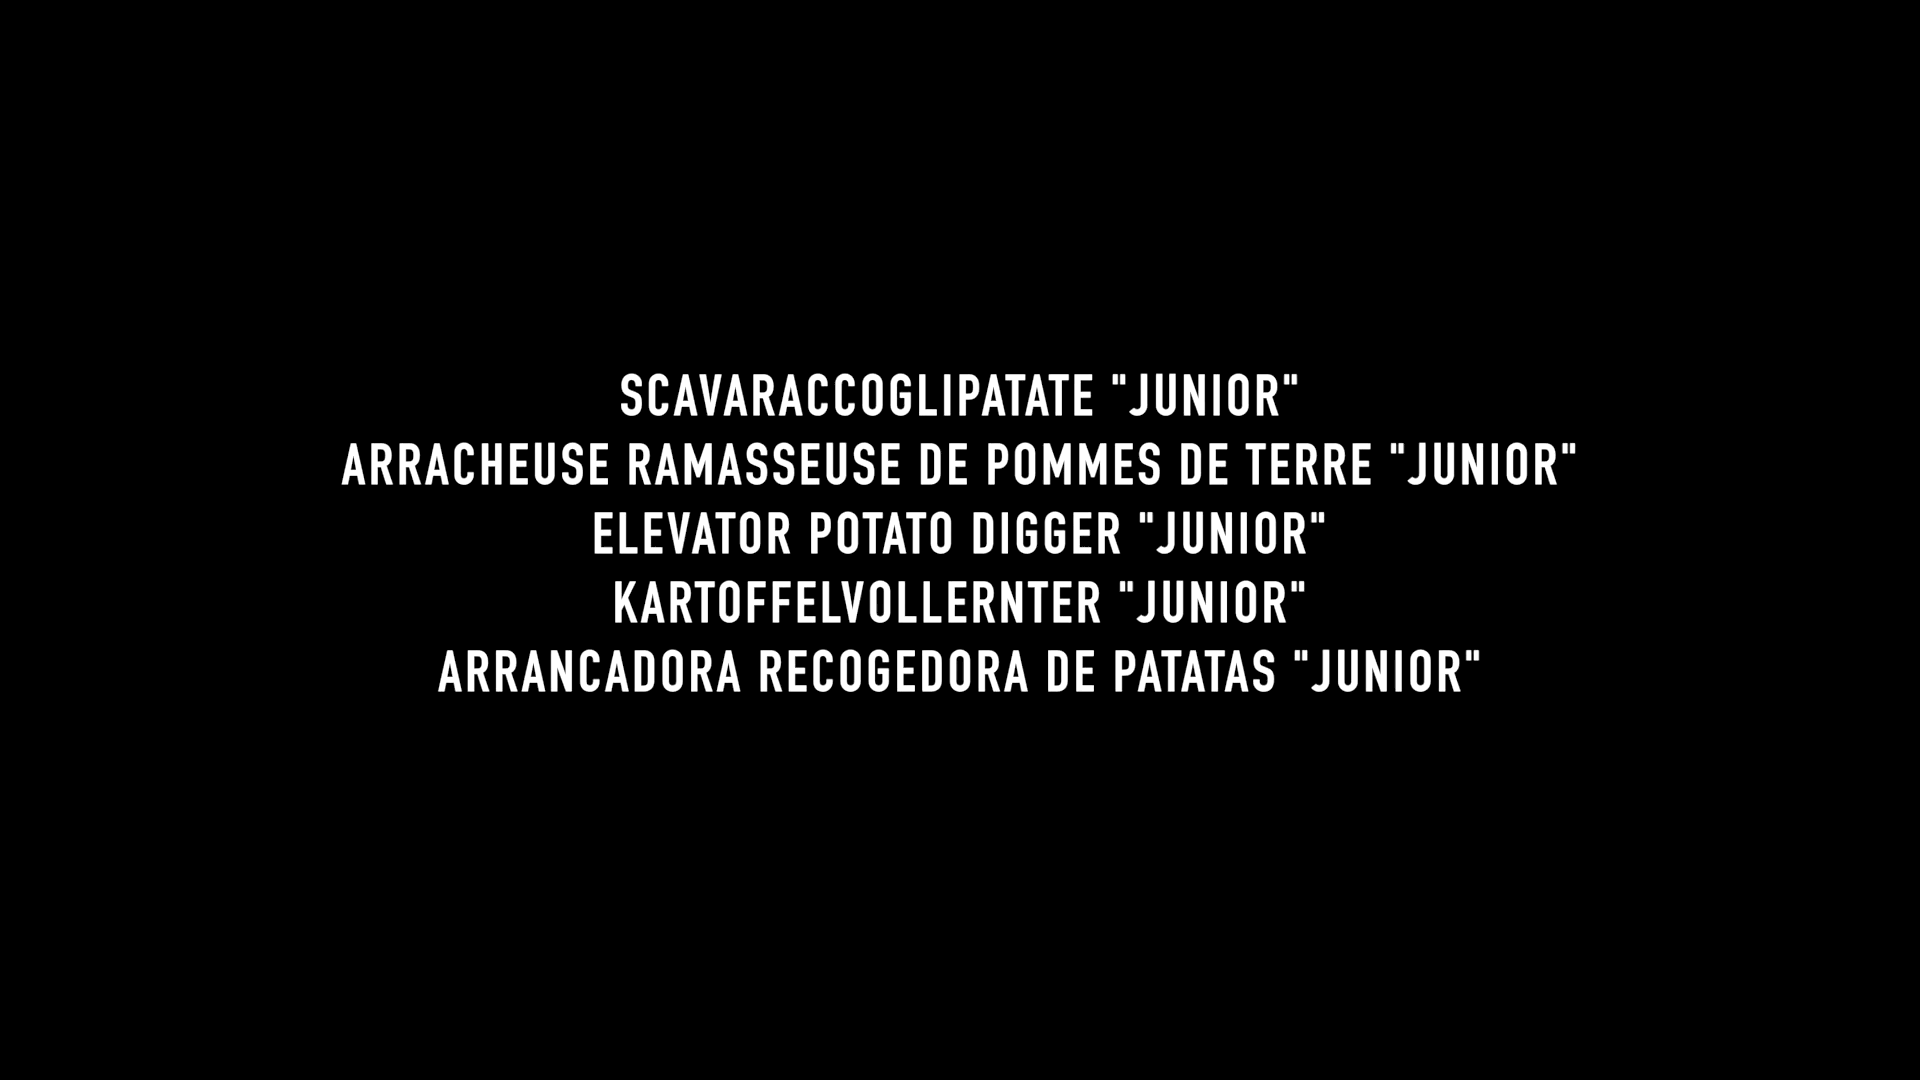 SCAVARACCOGLIPATATE "JUNIOR"
ARRACHEUSE RAMASSEUSE DE POMMES DE TERRE "JUNIOR"
ELEVATOR POTATO DIGGER "JUNIOR"
KARTOFFELVOLLERNTER "JUNIOR"
ARRANCADORA RECOGEDORA DE PATATAS "JUNIOR"